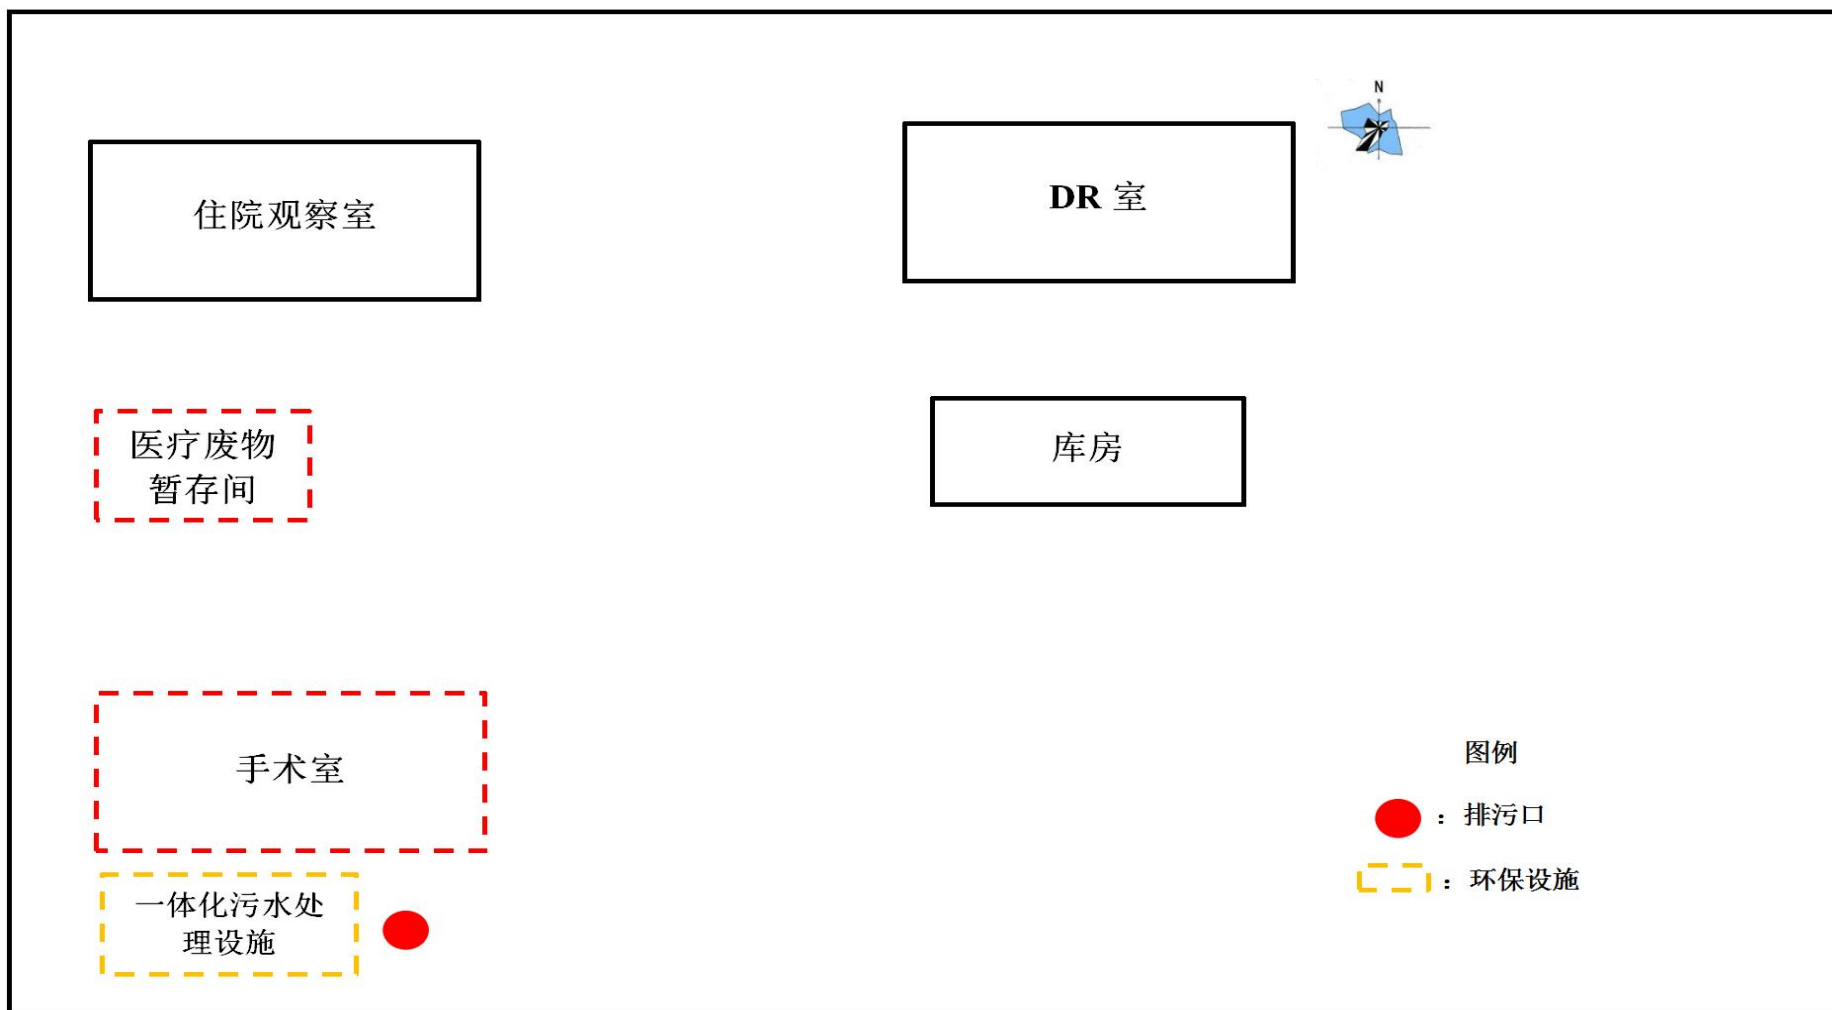 N
住院观察室
DR 室
医疗废物
暂存间
库房
手术室
图例
：排污口
：环保设施
一体化污水处
理设施